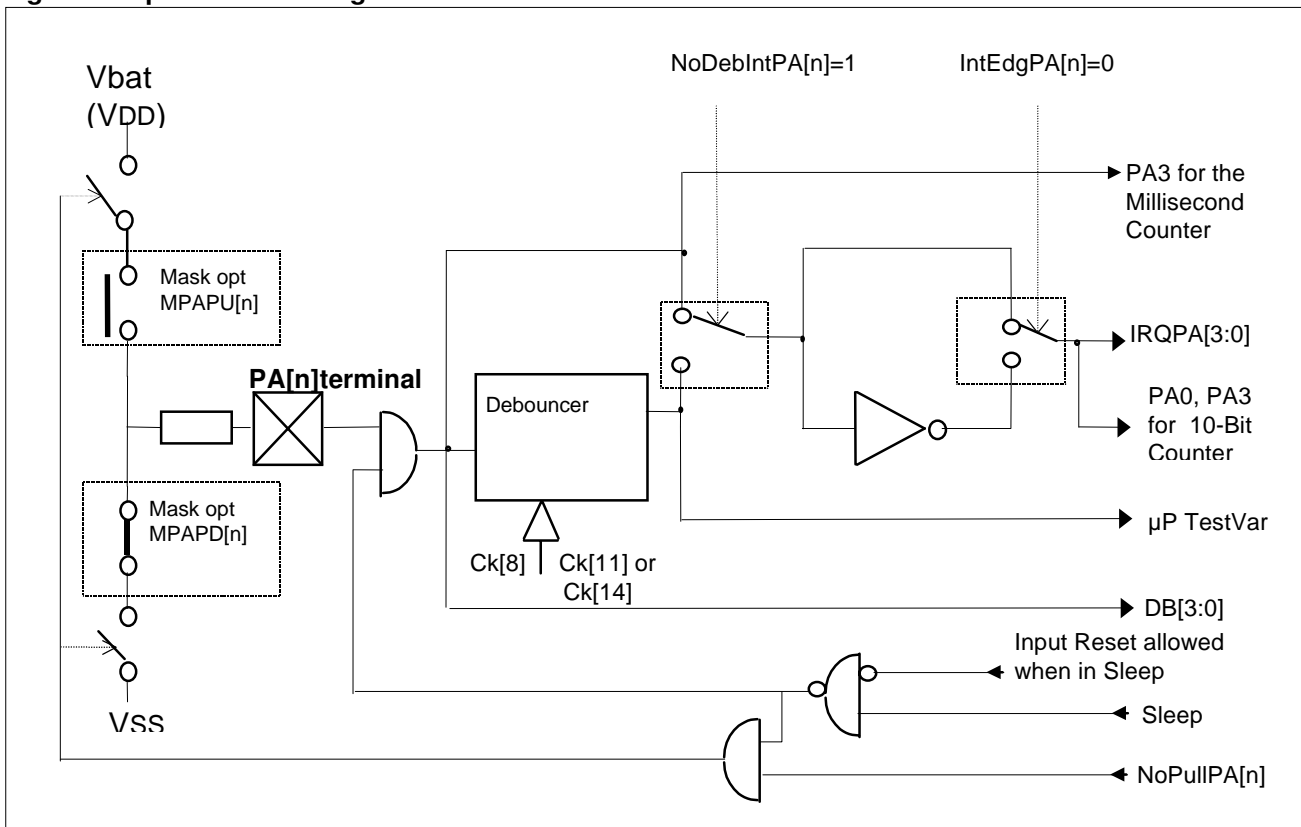 NoDebIntPA[n]=1
IntEdgPA[n]=0
Vbat
(VDD)
PA3 for the
Millisecond
Counter
Mask opt
MPAPU[n]
IRQPA[3:0]
PA[n]terminal
Debouncer
PA0, PA3
for 10-Bit
Counter
Mask opt
MPAPD[n]
µP TestVar
Ck[8]
Ck[11] or
Ck[14]
DB[3:0]
Input Reset allowed
when in Sleep
Sleep
VSS
NoPullPA[n]